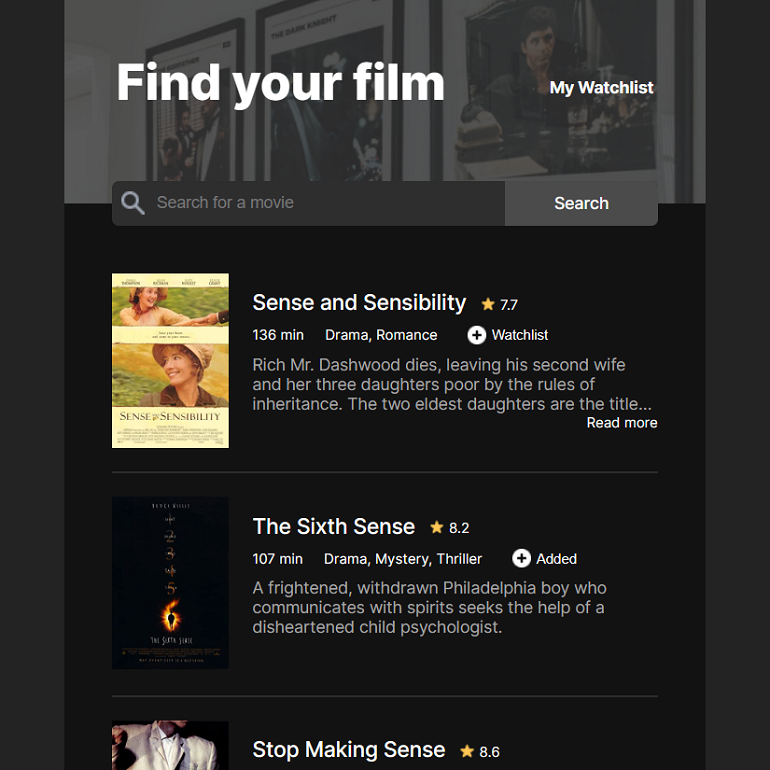 THE DARK KNIGHT
Find your film
My Watchlist
Search for a movie
Search
SENSE AND SENSIBILITY
Sense and Sensibility 7.7
136 min Drama, Romance Watchlist
Rich Mr. Dashwood dies, leaving his second wife
and her three daughters poor by the rules of
inheritance. The two eldest daughters are the title...
Read more
BRUCE WILLIS
THE SIXTH SENSE
The Sixth Sense 8.2
107 min Drama, Mystery, Thriller Added
A frightened, withdrawn Philadelphia boy who
communicates with spirits seeks the help of a
disheartened child psychologist.
Stop Making Sense 8.6